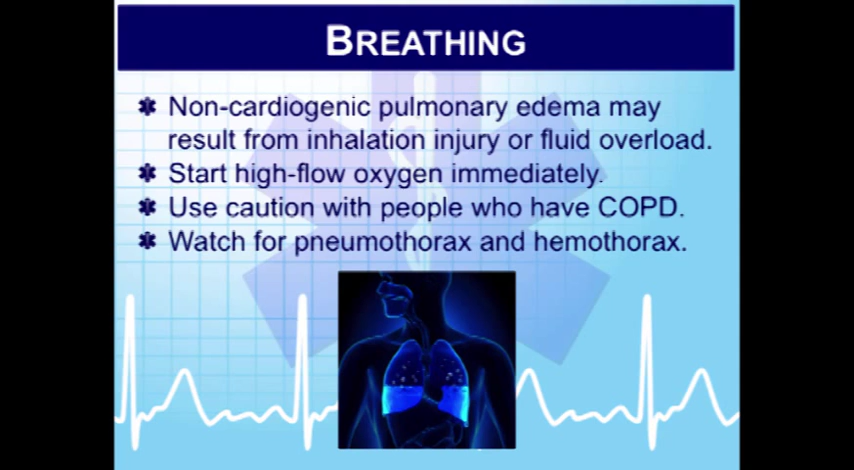 BREATHING
Non-cardiogenic pulmonary edema may
result from inhalation injury or fluid overload.
Start high-flow oxygen immediately.
Use caution with people who have COPD.
Watch for pneumothorax and hemothorax.